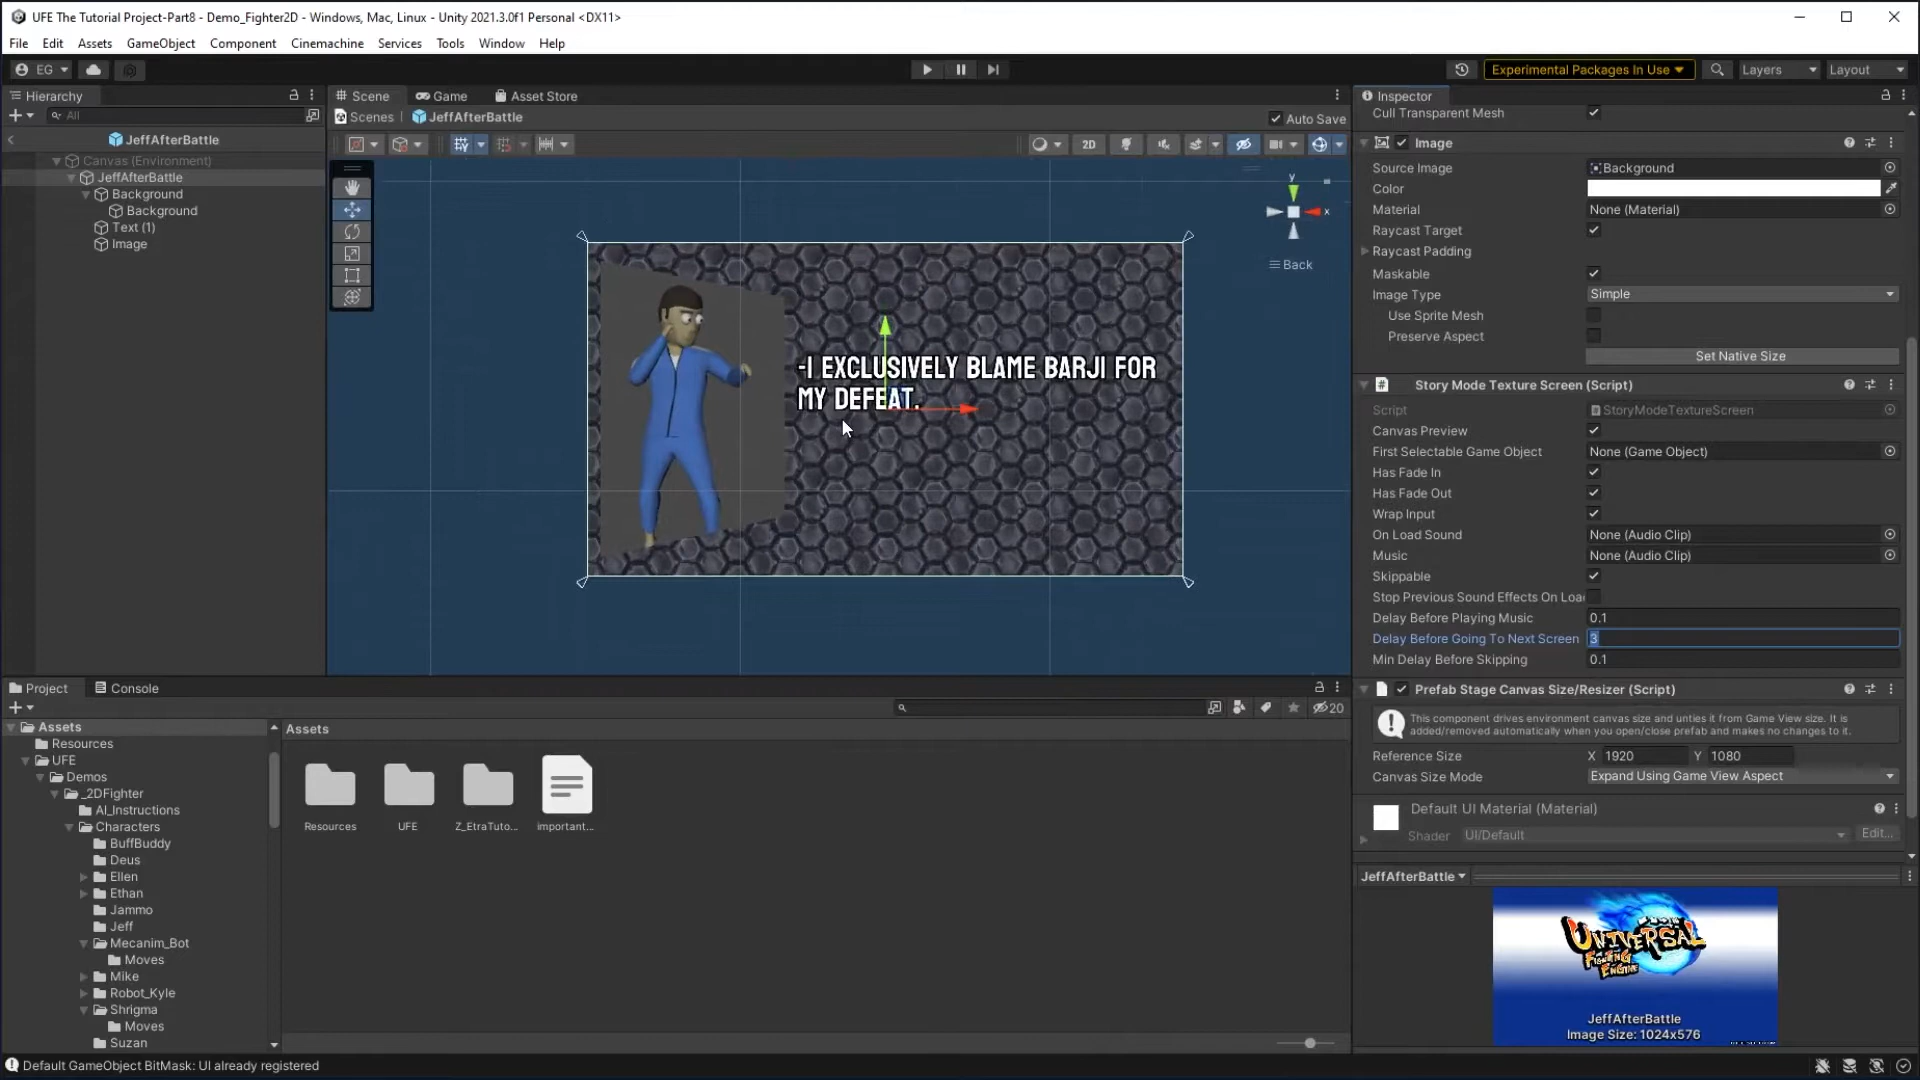 UFE The Tutorial Project-Part8 - Demo_Fighter2D - Windows, Mac, Linux - Unity 2021.3.0f1 Personal <DX11>
File Edit Assets GameObject Component Cinemachine Services Tools Window Help
EG Experimental Packages In Use Layers Layout
Hierarchy
All
JeffAfterBattle
Canvas (Environment)
JeffAfterBattle
Background
Background
Text (1)
Image
Scene Game Asset Store
Scenes JeffAfterBattle Auto Save
2D
y
x
Back
-I EXCLUSIVELY BLAME BARJI FOR
MY DEFEAT.
Inspector
Cull Transparent Mesh
Image
Source Image Background
Color
Material None (Material)
Raycast Target
Raycast Padding
Maskable
Image Type Simple
Use Sprite Mesh
Preserve Aspect
Set Native Size
Story Mode Texture Screen (Script)
Script StoryModeTextureScreen
Canvas Preview
First Selectable Game Object None (Game Object)
Has Fade In
Has Fade Out
Wrap Input
On Load Sound None (Audio Clip)
Music None (Audio Clip)
Skippable
Stop Previous Sound Effects On Loa
Delay Before Playing Music 0.1
Delay Before Going To Next Screen 3
Min Delay Before Skipping 0.1
Prefab Stage Canvas Size/Resizer (Script)
This component drives environment canvas size and unties it from Game View size. It is
added/removed automatically when you open/close prefab and makes no changes to it.
Reference Size X 1920 Y 1080
Canvas Size Mode Expand Using Game View Aspect
Default UI Material (Material)
Shader UI/Default Edit...
JeffAfterBattle
UNIVERSAL
FIGHTING
ENGINE
JeffAfterBattle
Image Size: 1024x576
Project Console
20
Assets
Resources
UFE
Demos
_2DFighter
AI_Instructions
Characters
BuffBuddy
Deus
Ellen
Ethan
Jammo
Jeff
Mecanim_Bot
Moves
Mike
Robot_Kyle
Shrigma
Moves
Suzan
Assets
Resources
UFE
Z_EtraTuto...
important...
Default GameObject BitMask: UI already registered